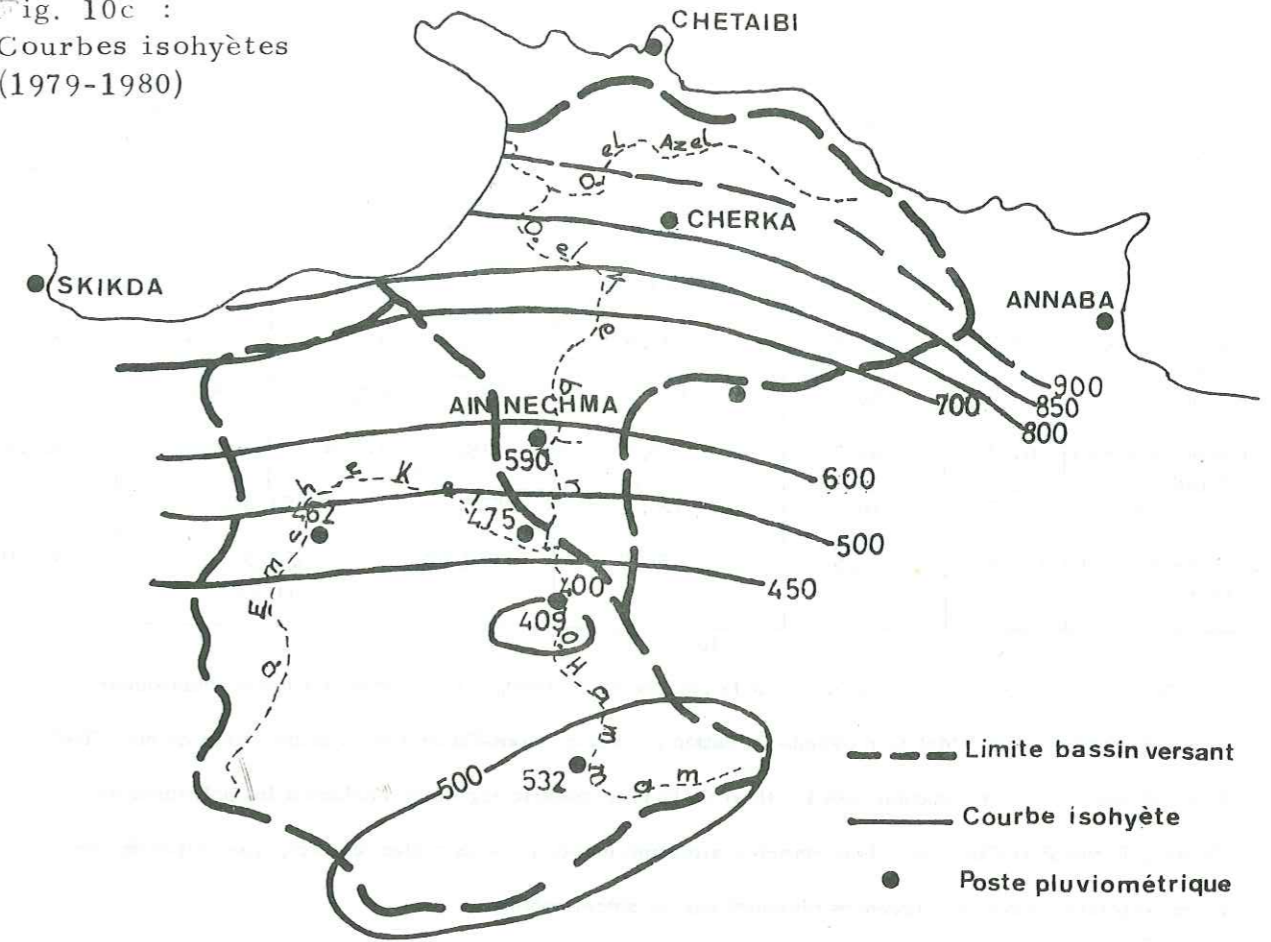 Fig. 10c :
Courbes isohyètes
(1979-1980)
CHETAIBI
O. el Azel
CHERKA
SKIKDA
ANNABA
O. el Kebir
900
850
700
800
AIN NECHMA
590
600
O. Emchekel
462
475
500
450
400
409
O. Hammam
500
532
Limite bassin versant
Courbe isohyète
Poste pluviométrique